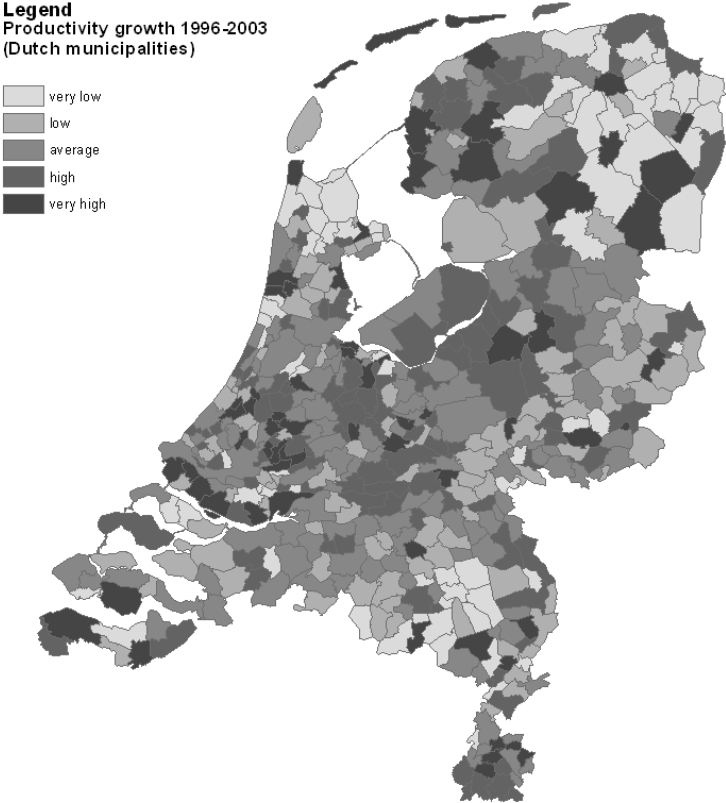 Legend
Productivity growth 1996-2003
(Dutch municipalities)
very low
low
average
high
very high